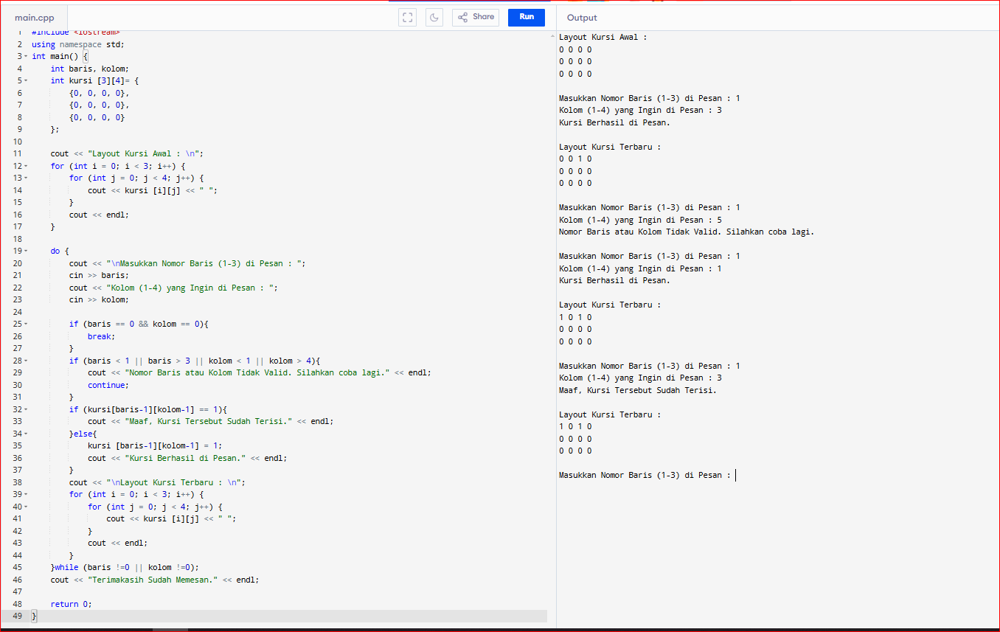 main.cpp
Share
Run
Output
1 #include <iostream>
2 using namespace std;
3 int main() {
4     int baris, kolom;
5     int kursi [3][4]= {
6         {0, 0, 0, 0},
7         {0, 0, 0, 0},
8         {0, 0, 0, 0}
9     };
10
11     cout << "Layout Kursi Awal : \n";
12     for (int i = 0; i < 3; i++) {
13         for (int j = 0; j < 4; j++) {
14             cout << kursi [i][j] << " ";
15         }
16         cout << endl;
17     }
18
19     do {
20         cout << "\nMasukkan Nomor Baris (1-3) di Pesan : ";
21         cin >> baris;
22         cout << "Kolom (1-4) yang Ingin di Pesan : ";
23         cin >> kolom;
24
25         if (baris == 0 && kolom == 0){
26             break;
27         }
28         if (baris < 1 || baris > 3 || kolom < 1 || kolom > 4){
29             cout << "Nomor Baris atau Kolom Tidak Valid. Silahkan coba lagi." << endl;
30             continue;
31         }
32         if (kursi[baris-1][kolom-1] == 1){
33             cout << "Maaf, Kursi Tersebut Sudah Terisi." << endl;
34         }else{
35             kursi [baris-1][kolom-1] = 1;
36             cout << "Kursi Berhasil di Pesan." << endl;
37         }
38         cout << "\nLayout Kursi Terbaru : \n";
39         for (int i = 0; i < 3; i++) {
40             for (int j = 0; j < 4; j++) {
41                 cout << kursi [i][j] << " ";
42             }
43             cout << endl;
44         }
45     }while (baris !=0 || kolom !=0);
46     cout << "Terimakasih Sudah Memesan." << endl;
47
48     return 0;
49 }
Layout Kursi Awal :
0 0 0 0
0 0 0 0
0 0 0 0
Masukkan Nomor Baris (1-3) di Pesan : 1
Kolom (1-4) yang Ingin di Pesan : 3
Kursi Berhasil di Pesan.
Layout Kursi Terbaru :
0 0 1 0
0 0 0 0
0 0 0 0
Masukkan Nomor Baris (1-3) di Pesan : 1
Kolom (1-4) yang Ingin di Pesan : 5
Nomor Baris atau Kolom Tidak Valid. Silahkan coba lagi.
Masukkan Nomor Baris (1-3) di Pesan : 1
Kolom (1-4) yang Ingin di Pesan : 1
Kursi Berhasil di Pesan.
Layout Kursi Terbaru :
1 0 1 0
0 0 0 0
0 0 0 0
Masukkan Nomor Baris (1-3) di Pesan : 1
Kolom (1-4) yang Ingin di Pesan : 3
Maaf, Kursi Tersebut Sudah Terisi.
Layout Kursi Terbaru :
1 0 1 0
0 0 0 0
0 0 0 0
Masukkan Nomor Baris (1-3) di Pesan :